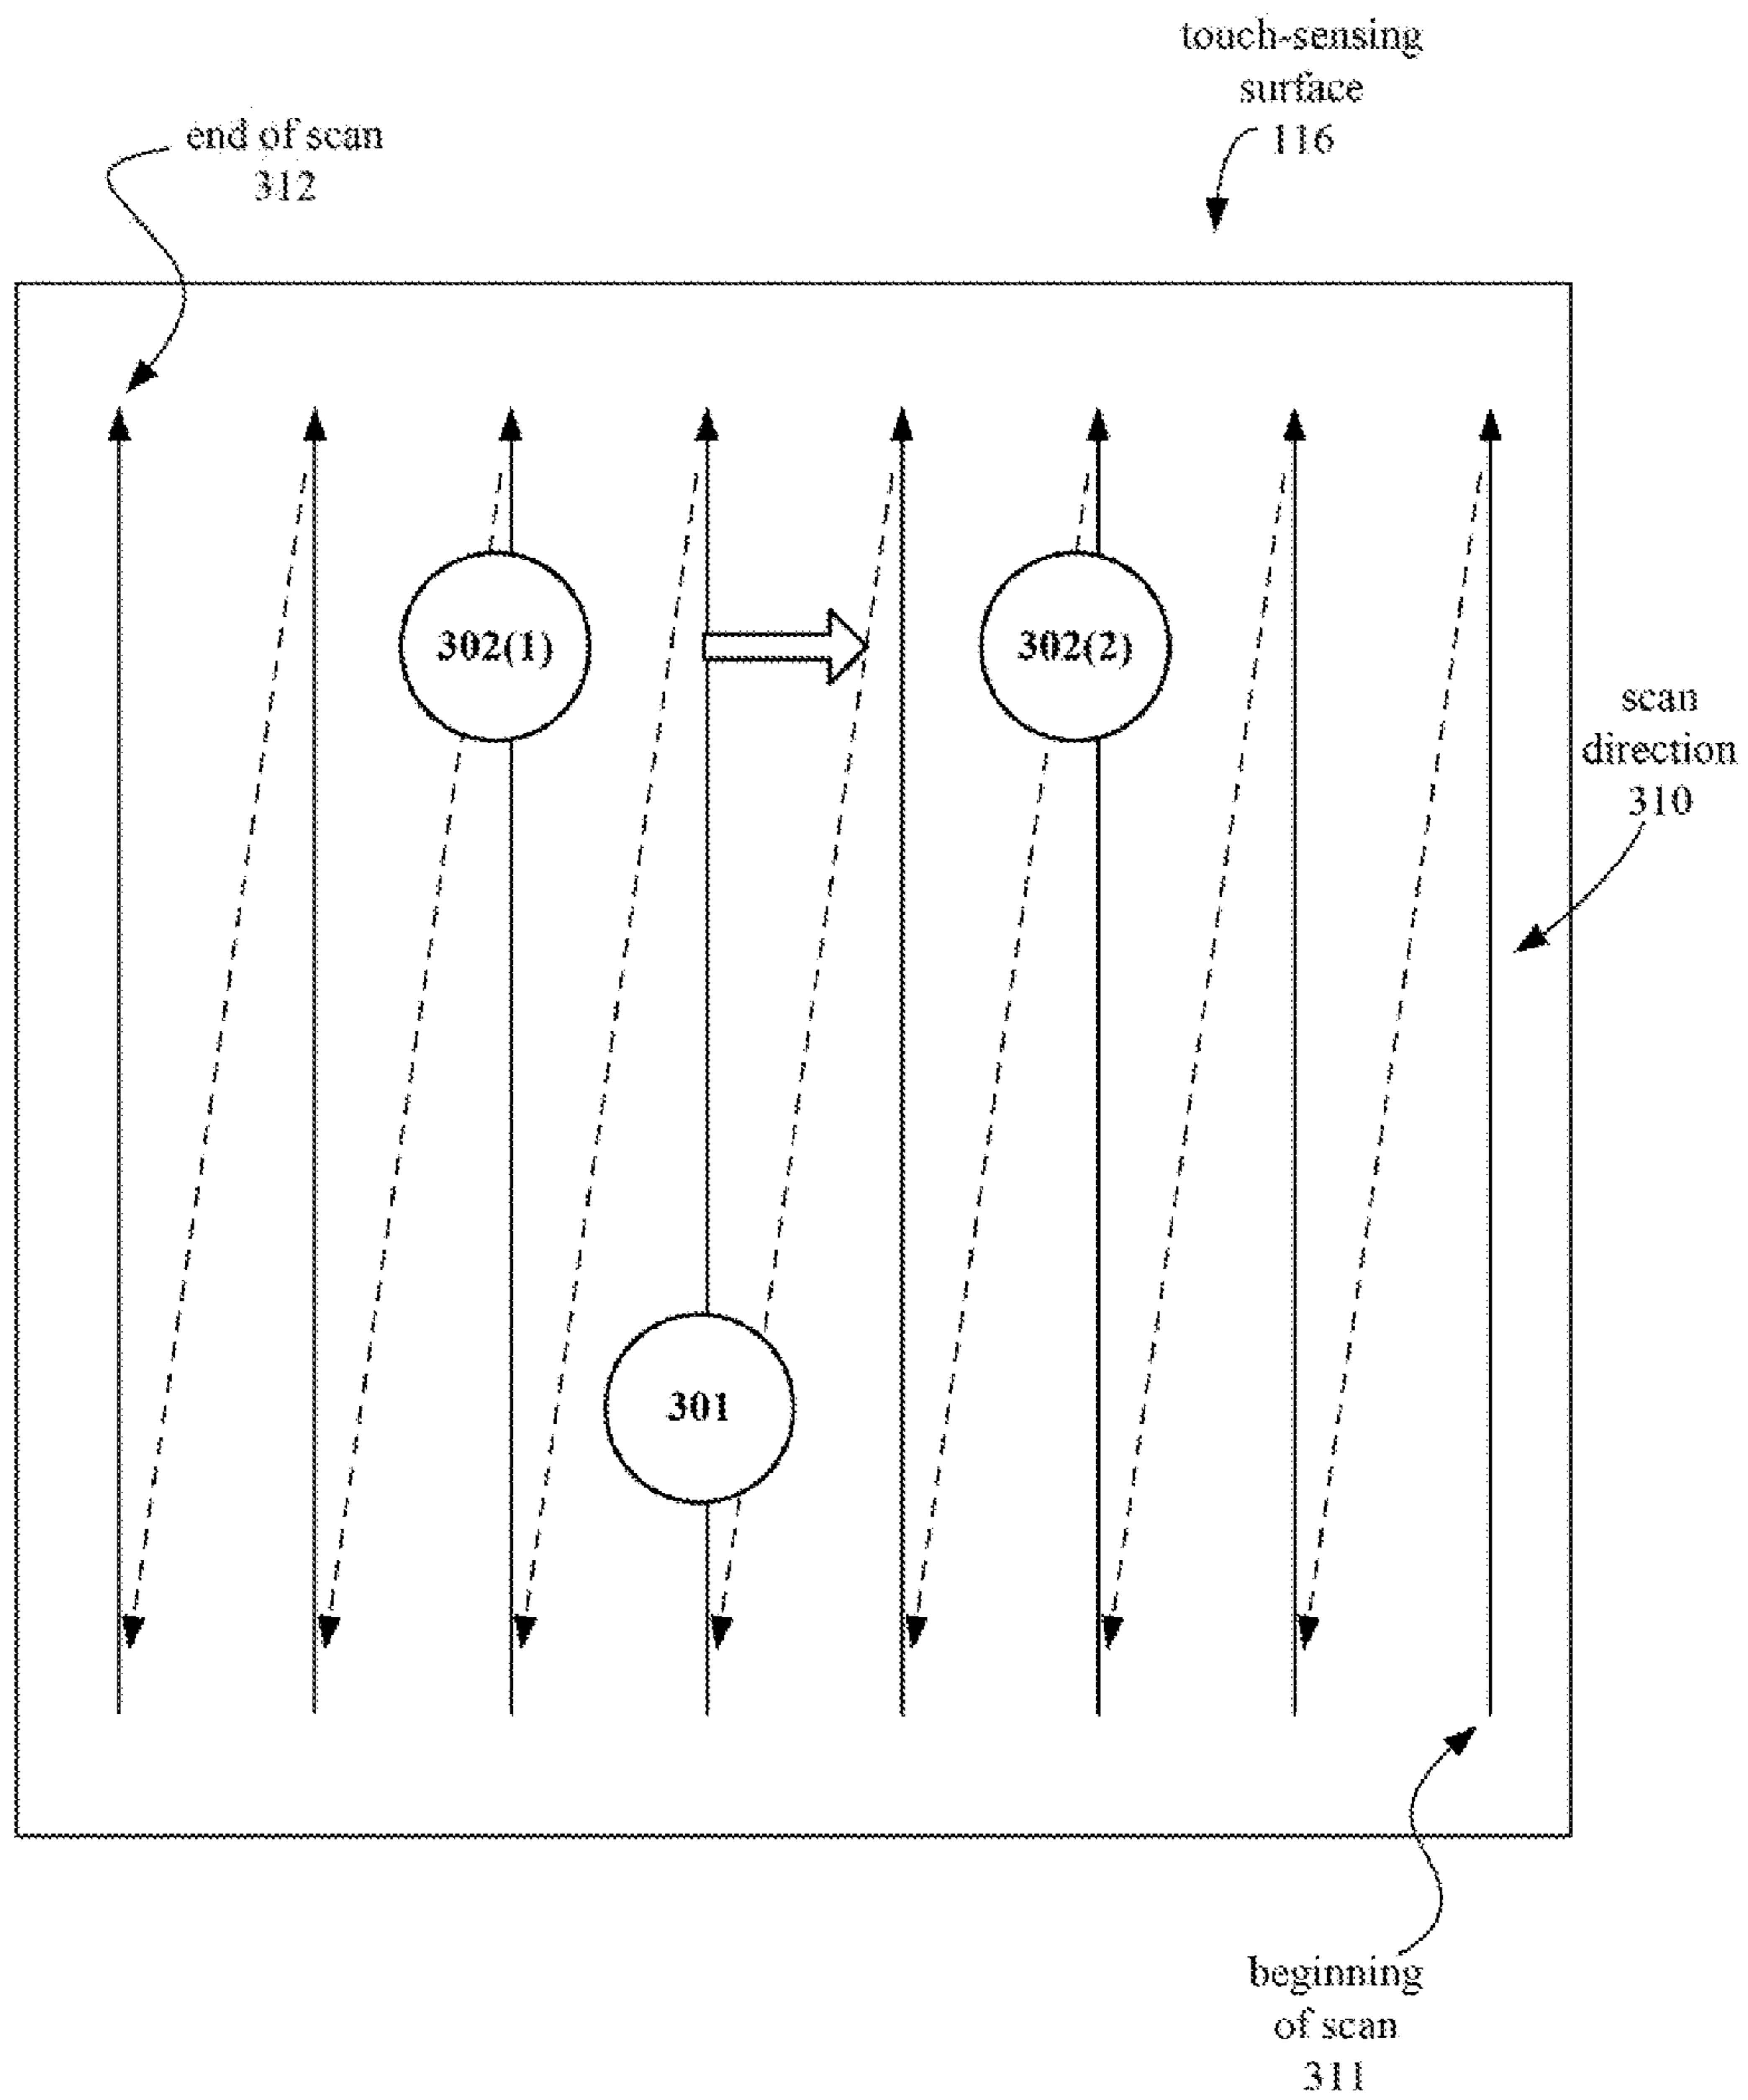 touch-sensing
surface
116
end of scan
312
302(1)
302(2)
scan
direction
310
301
beginning
of scan
311